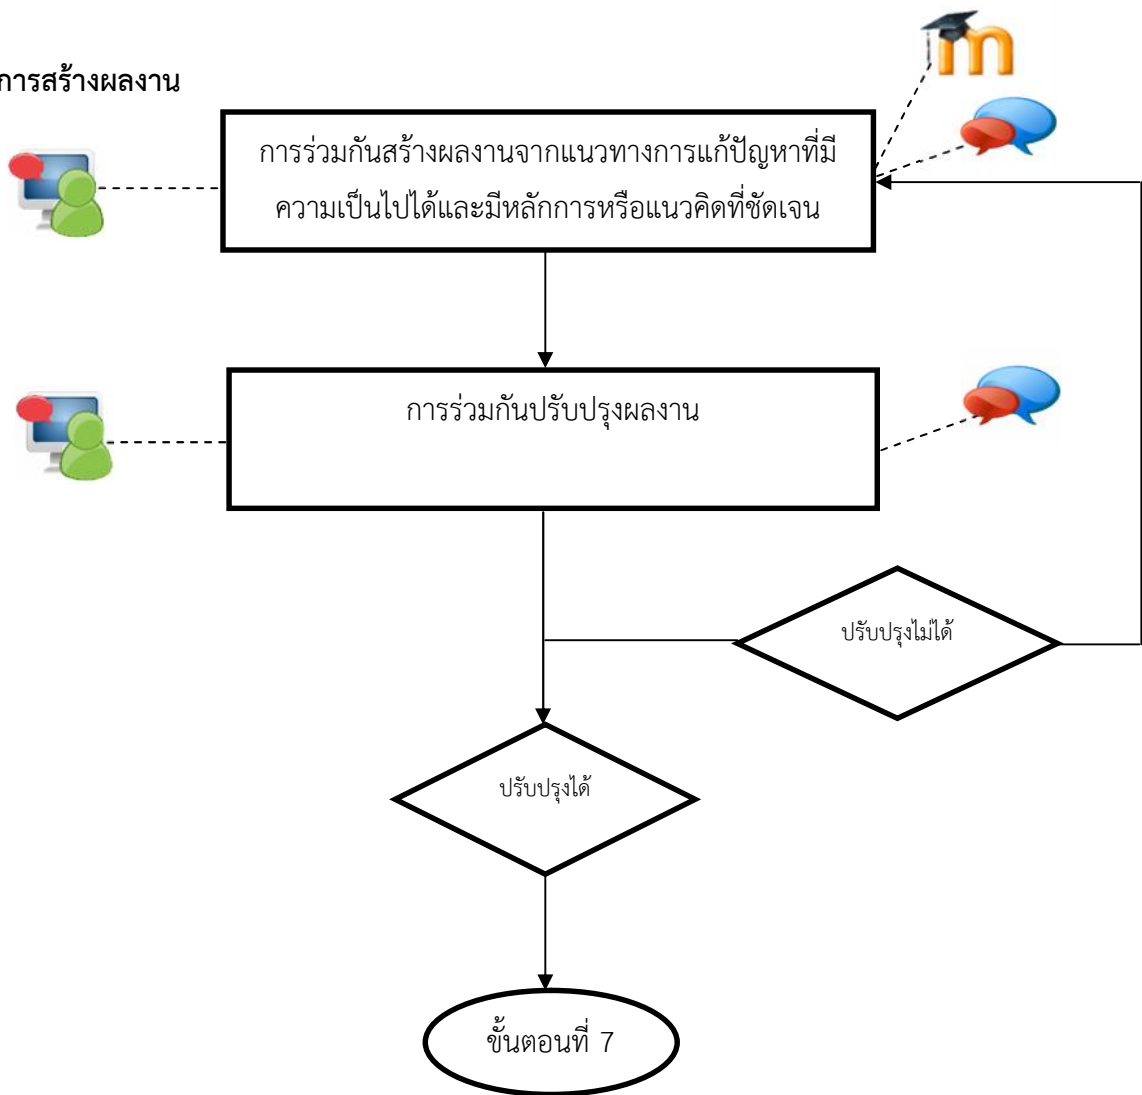 การสร้างผลงาน
m
การร่วมกันสร้างผลงานจากแนวทางการแก้ปัญหาที่มี
ความเป็นไปได้และมีหลักการหรือแนวคิดที่ชัดเจน
การร่วมกันปรับปรุงผลงาน
ปรับปรุงไม่ได้
ปรับปรุงได้
ขั้นตอนที่ 7